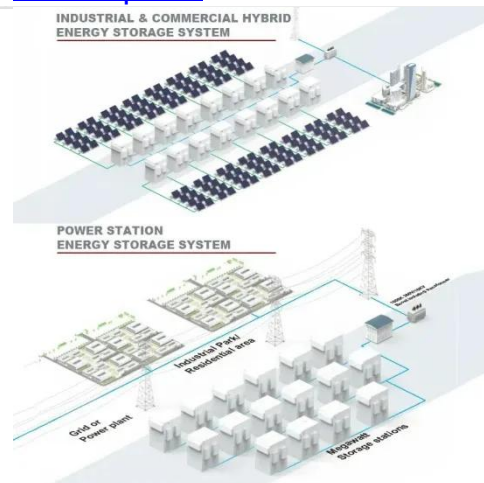 INDUSTRIAL & COMMERCIAL HYBRID
ENERGY STORAGE SYSTEM
POWER STATION
ENERGY STORAGE SYSTEM
Industrial Park/
Residential area
Grid or
Power plant
Megawatt
Storage stations